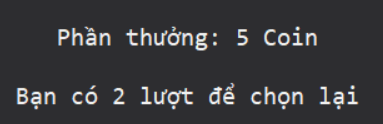 Phần thưởng: 5 Coin
Bạn có 2 lượt để chọn lại